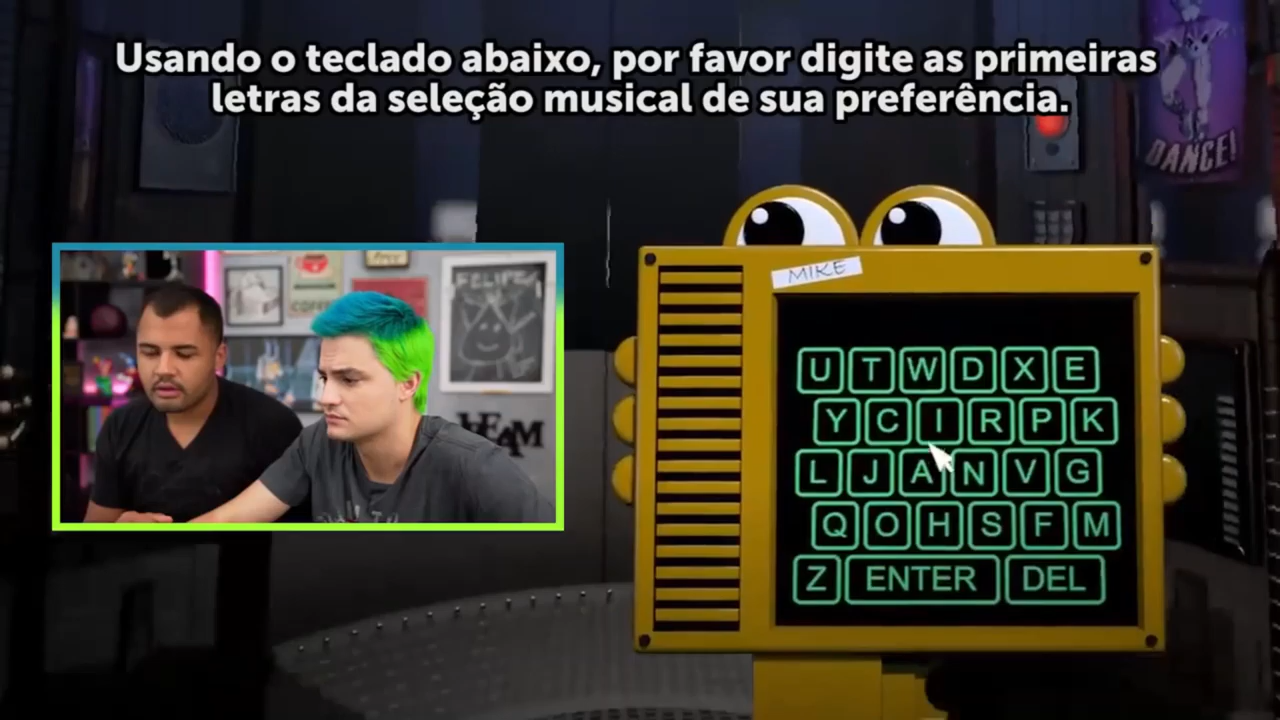 Usando o teclado abaixo, por favor digite as primeiras
letras da seleção musical de sua preferência.
DANCE!
MIKE
FELIPE
U T W D X E
Y C I R P K
L J A N V G
Q O H S F M
Z ENTER DEL